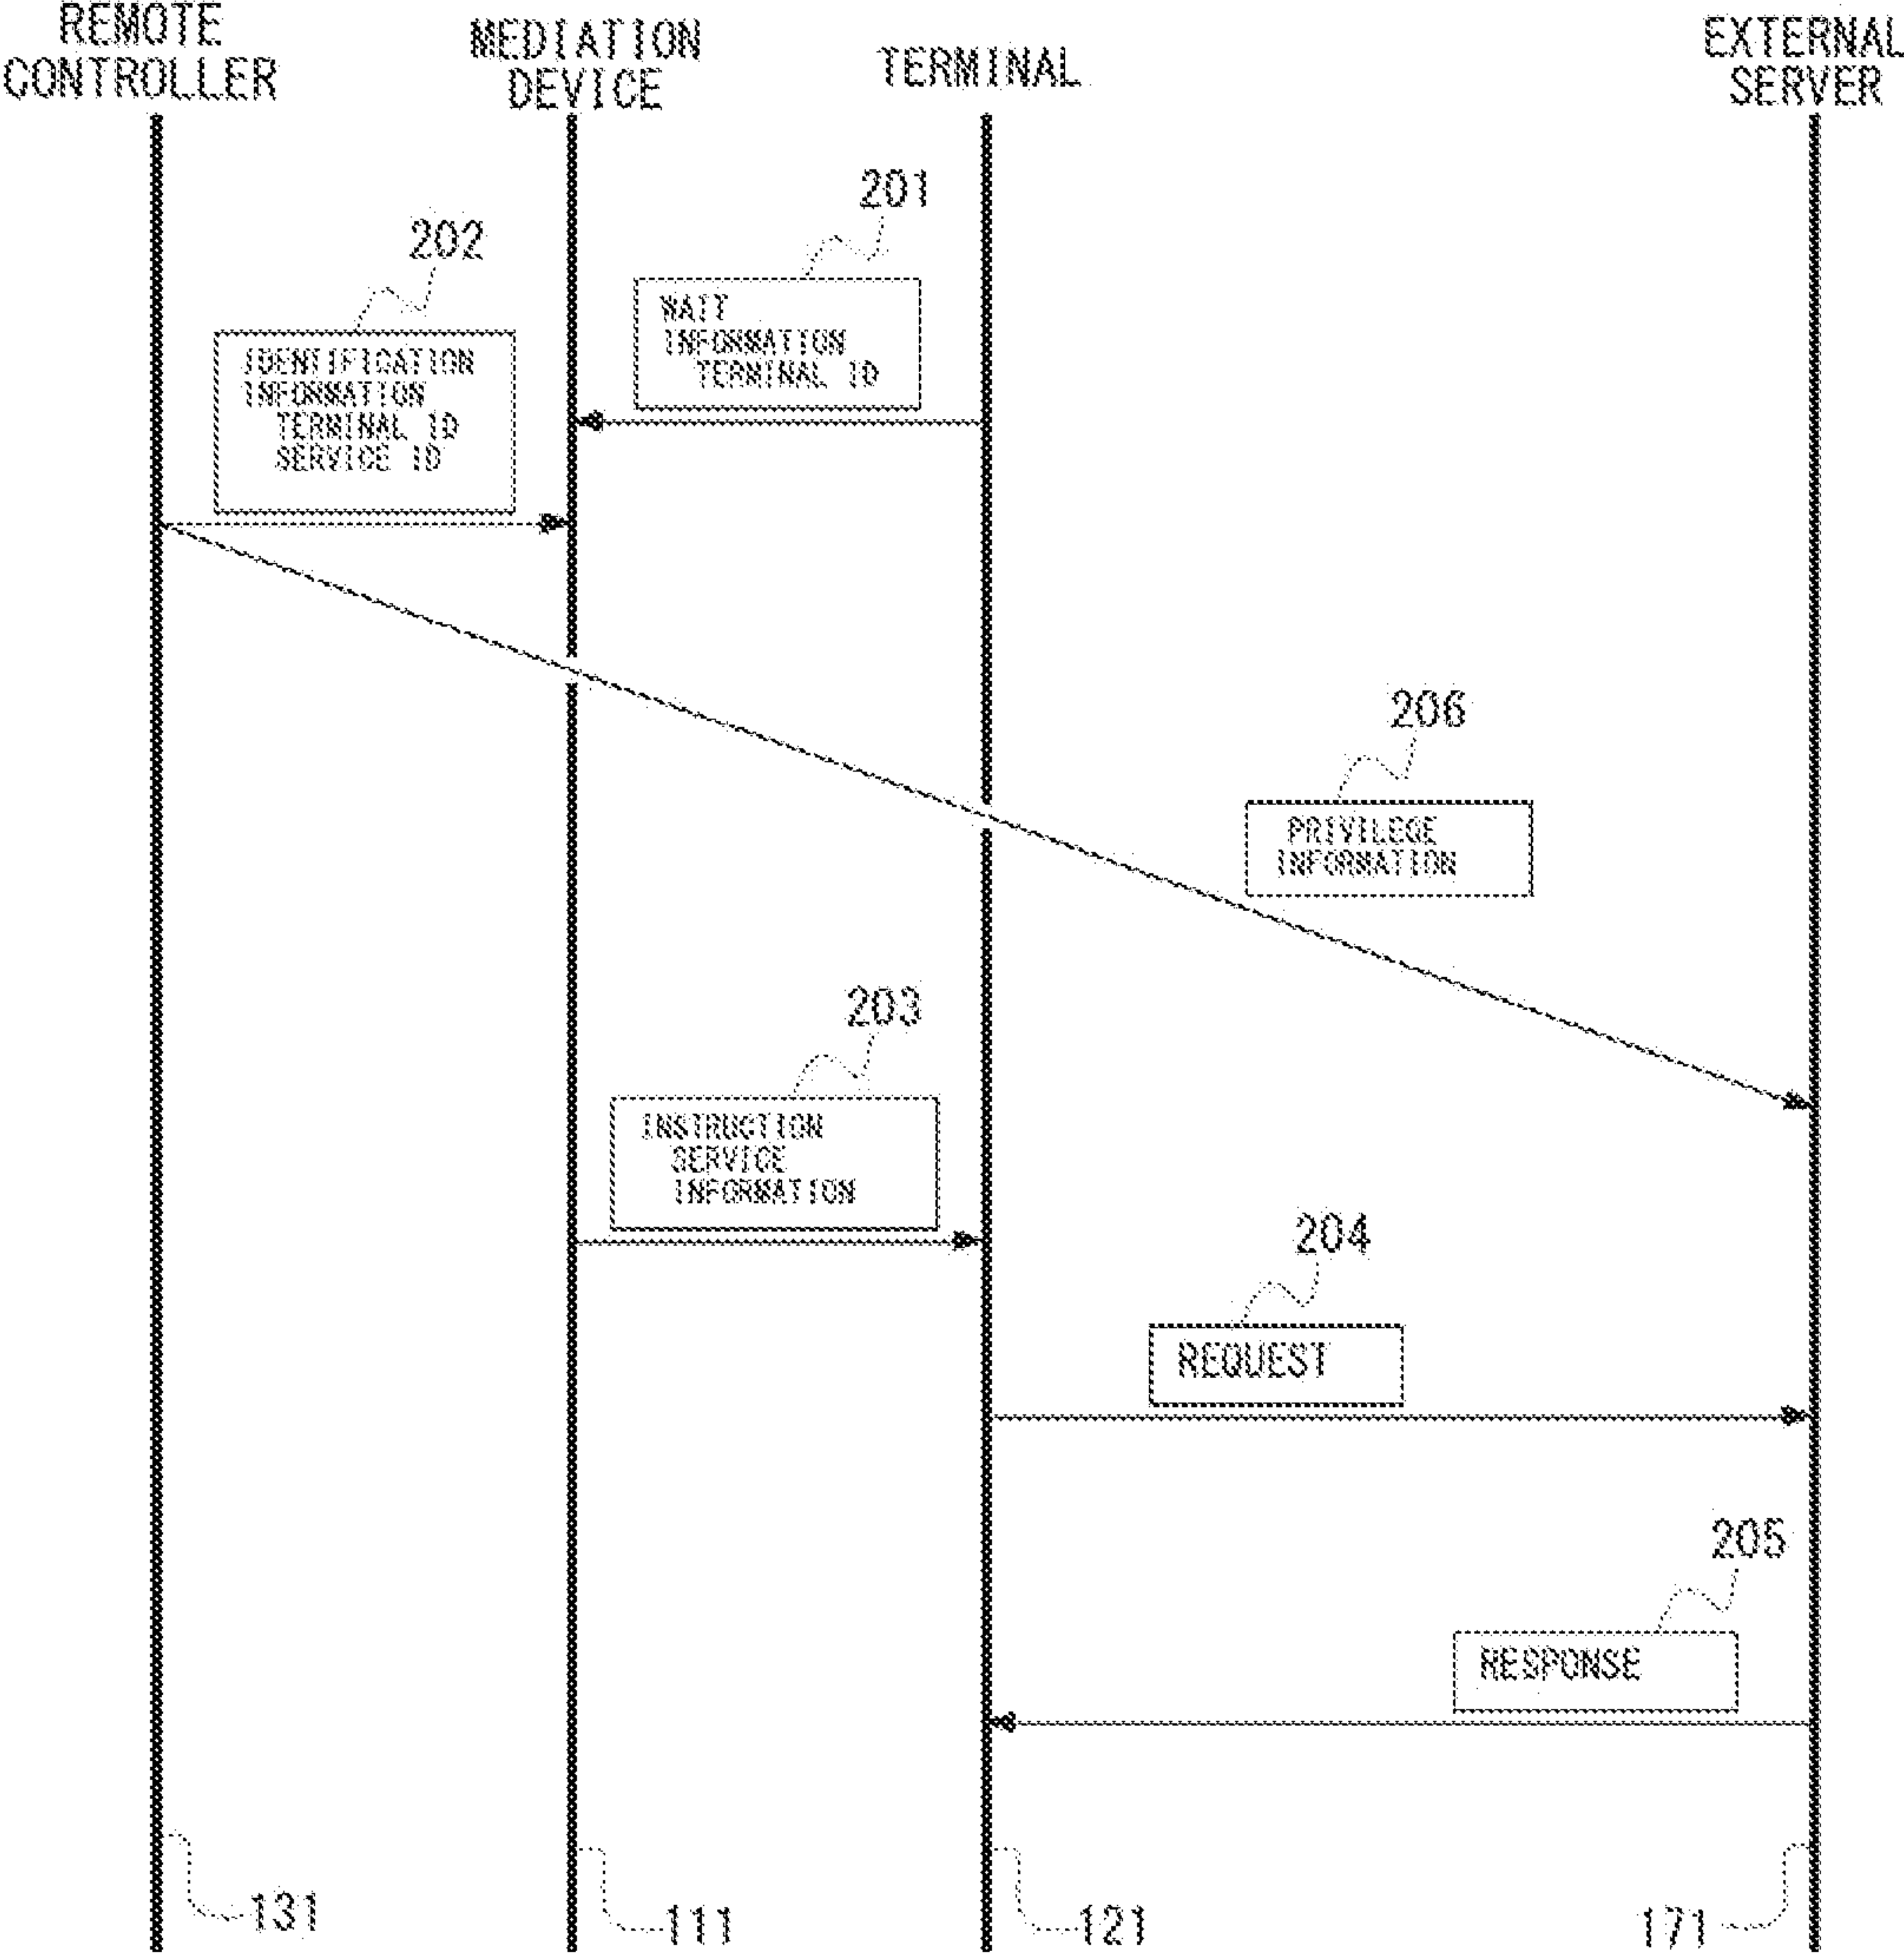 REMOTE
CONTROLLER
MEDIATION
DEVICE
TERMINAL
EXTERNAL
SERVER
201
202
WAIT
INFORMATION
TERMINAL ID
IDENTIFICATION
INFORMATION
TERMINAL ID
SERVICE ID
206
PRIVILEGE
INFORMATION
203
INSTRUCTION
SERVICE
INFORMATION
204
REQUEST
205
RESPONSE
131
111
121
171